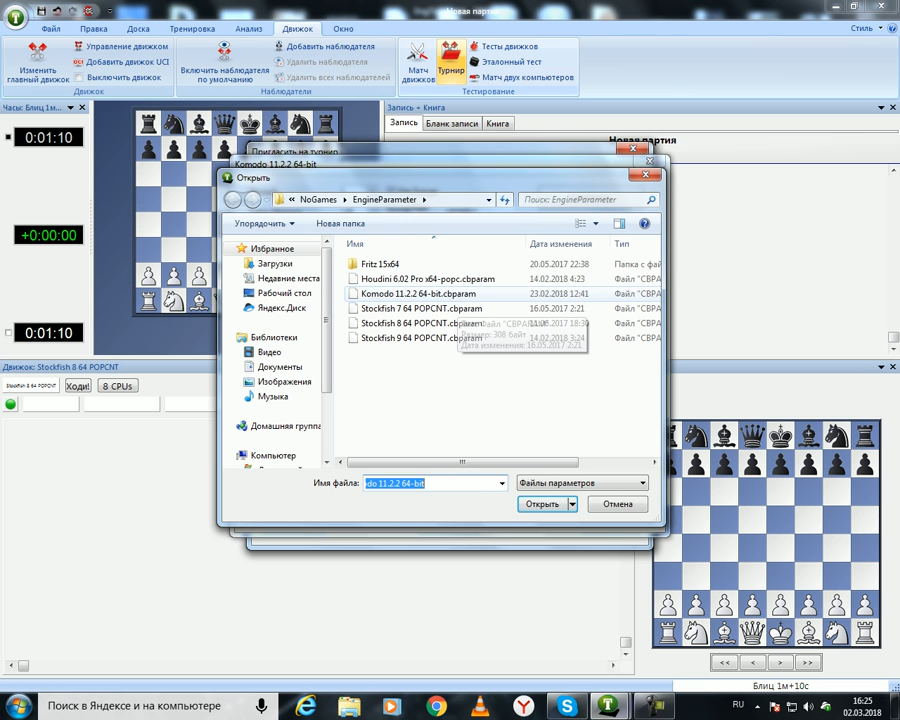 Новая партия
Файл Правка Доска Тренировка Анализ Движок Окно Стиль
Изменить главный движок
Управление движком
Добавить движок UCI
Выключить движок
Движок
Включить наблюдателя по умолчанию
Добавить наблюдателя
Удалить наблюдателя
Удалить всех наблюдателей
Наблюдатели
Матч движков
Турнир
Тесты движков
Эталонный тест
Матч двух компьютеров
Тестирование
Часы: Блиц 1м...
0:01:10
+0:00:00
0:01:10
Запись + Книга
Запись Бланк записи Книга
Новая партия
Пригласить на турнир
Komodo 11.2.2 64-bit
Открыть
« NoGames EngineParameter
Поиск: EngineParameter
Упорядочить Новая папка
Избранное
Загрузки
Недавние места
Рабочий стол
Яндекс.Диск
Библиотеки
Видео
Документы
Изображения
Музыка
Домашняя группа
Компьютер
Имя Дата изменения Тип
Fritz 15x64 20.05.2017 22:38 Папка с фай
Houdini 6.02 Pro x64-popc.cbparam 14.02.2018 4:23 Файл "CBPA
Komodo 11.2.2 64-bit.cbparam 23.02.2018 12:41 Файл "CBPA
Stockfish 7 64 POPCNT.cbparam 16.05.2017 2:21 Файл "CBPA
Stockfish 8 64 POPCNT.cbparam 11.06.2017 18:30 Файл "CBPA
Stockfish 9 64 POPCNT.cbparam 14.02.2018 3:24 Файл "CBPA
Размер: 308 байт
Дата изменения: 16.05.2017 2:21
Имя файла: do 11.2.2 64-bit
Файлы параметров
Открыть Отмена
Движок: Stockfish 8 64 POPCNT
Stockfish 8 64 POPCNT Ходи! 8 CPUs
<< < > >>
Блиц 1м+10с
Поиск в Яндексе и на компьютере
RU
16:25
02.03.2018